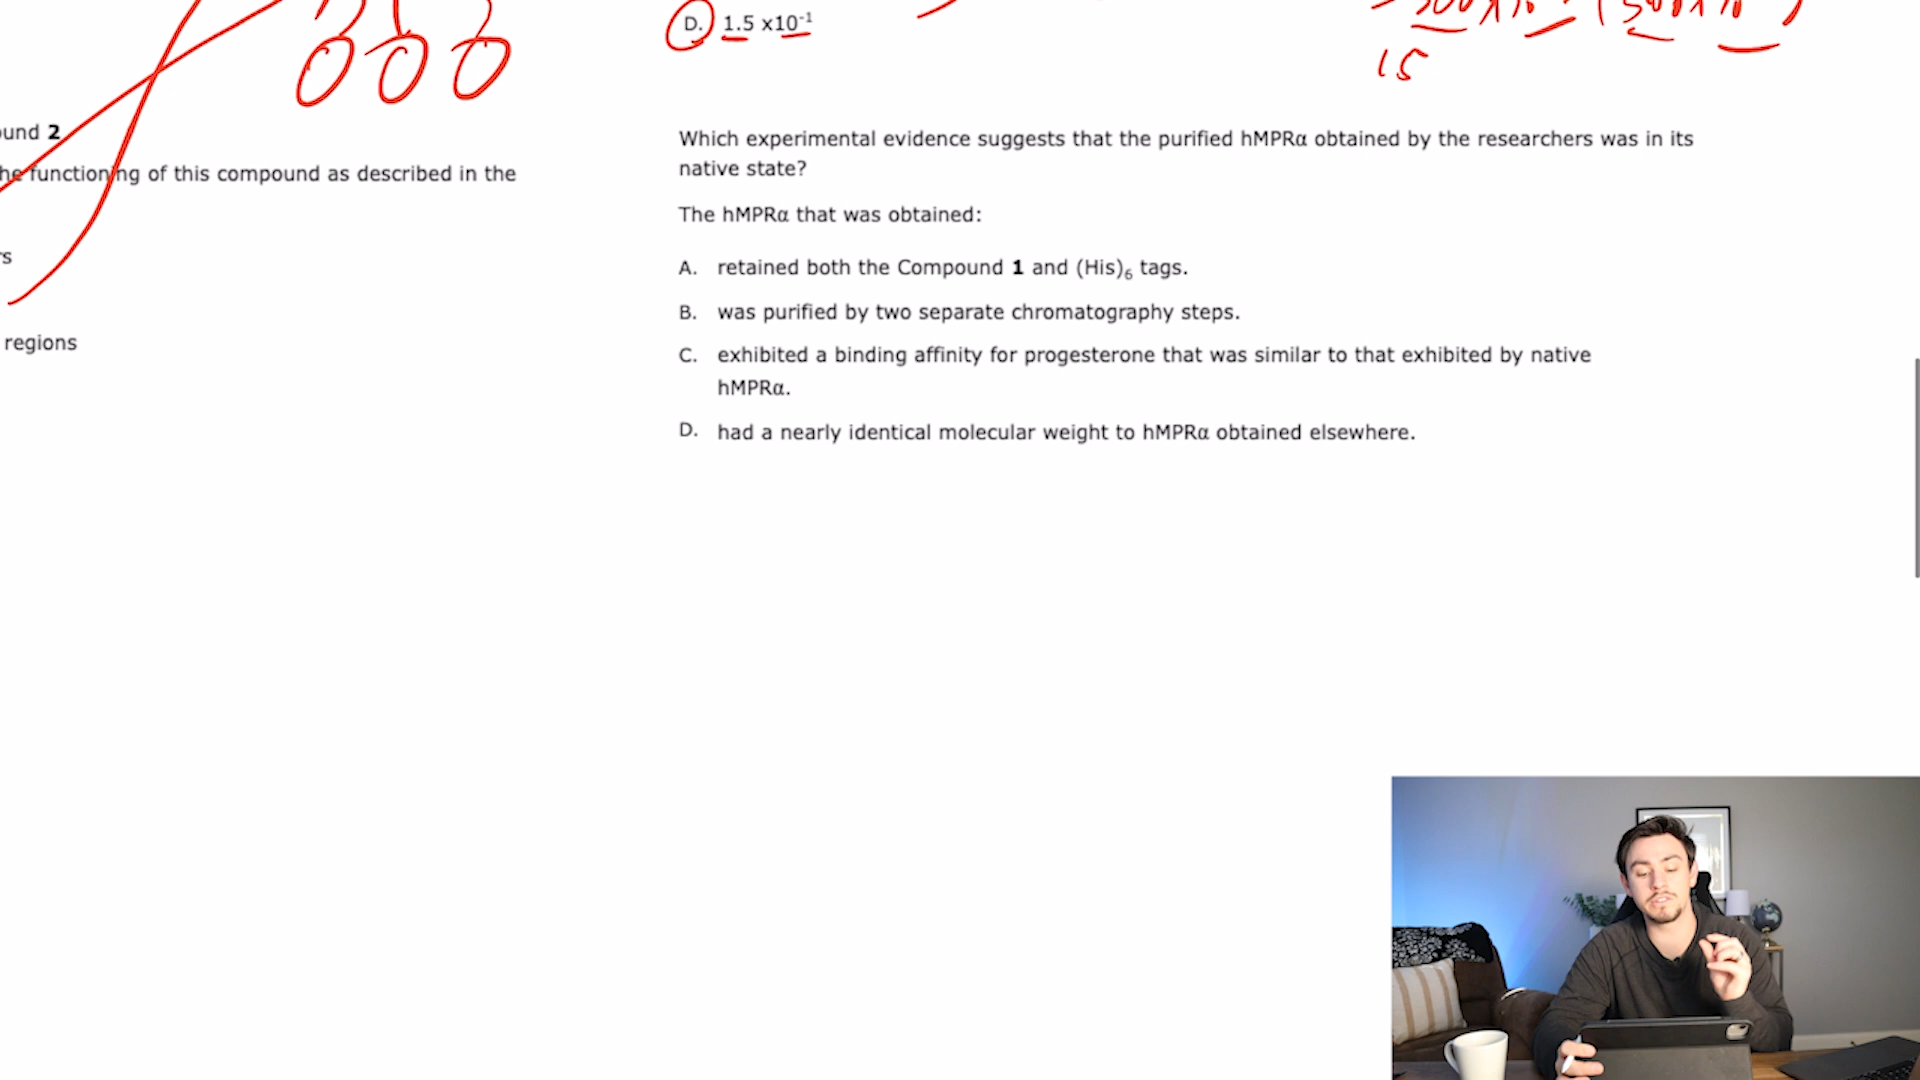 D. 1.5 x10⁻¹
15
ound 2
he functioning of this compound as described in the
rs
regions
Which experimental evidence suggests that the purified hMPRα obtained by the researchers was in its
native state?
The hMPRα that was obtained:
A. retained both the Compound 1 and (His)₆ tags.
B. was purified by two separate chromatography steps.
C. exhibited a binding affinity for progesterone that was similar to that exhibited by native
hMPRα.
D. had a nearly identical molecular weight to hMPRα obtained elsewhere.